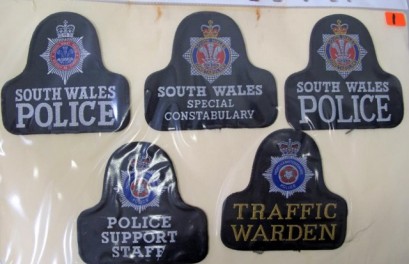 1
SOUTH WALES
POLICE
SOUTH WALES
SPECIAL
CONSTABULARY
SOUTH WALES
POLICE
POLICE
SUPPORT
STAFF
TRAFFIC
WARDEN